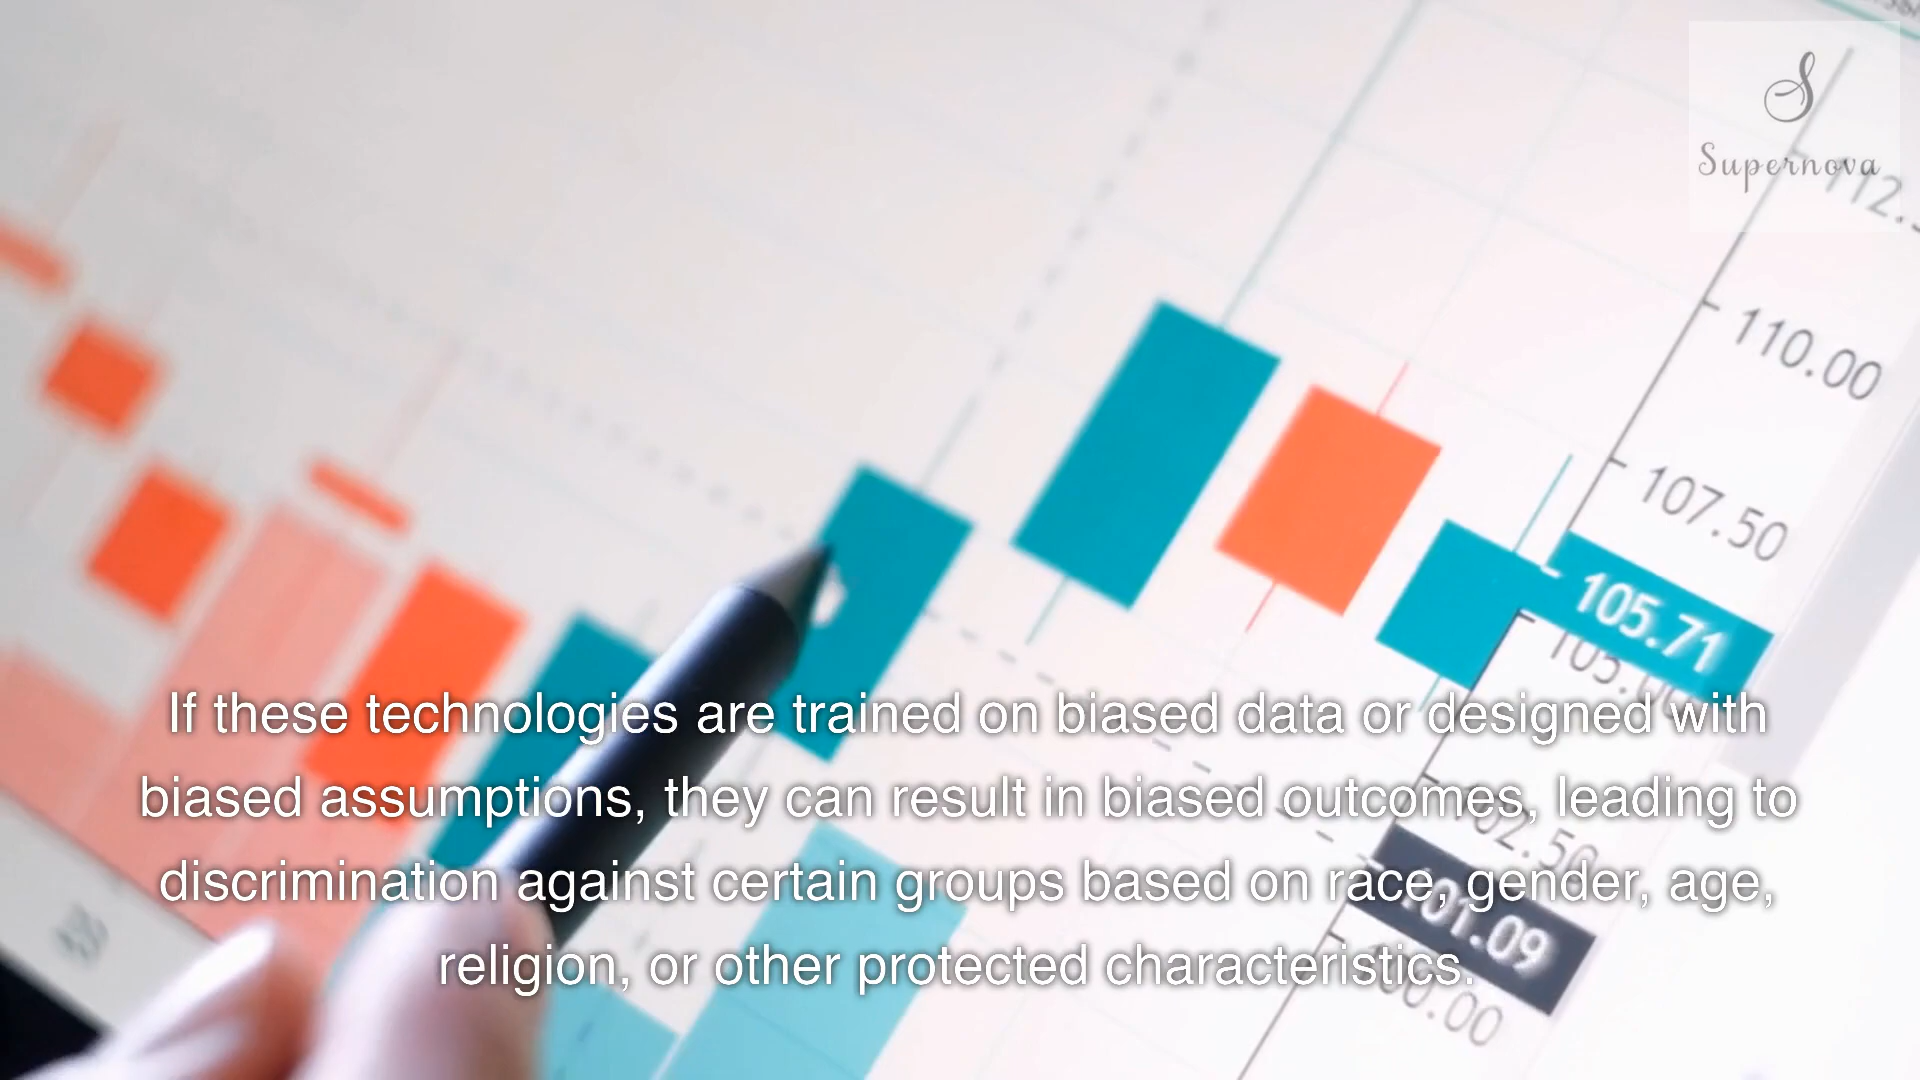 S
Supernova
110.00
107.50
105.71
If these technologies are trained on biased data or designed with
biased assumptions, they can result in biased outcomes, leading to
discrimination against certain groups based on race, gender, age,
religion, or other protected characteristics.